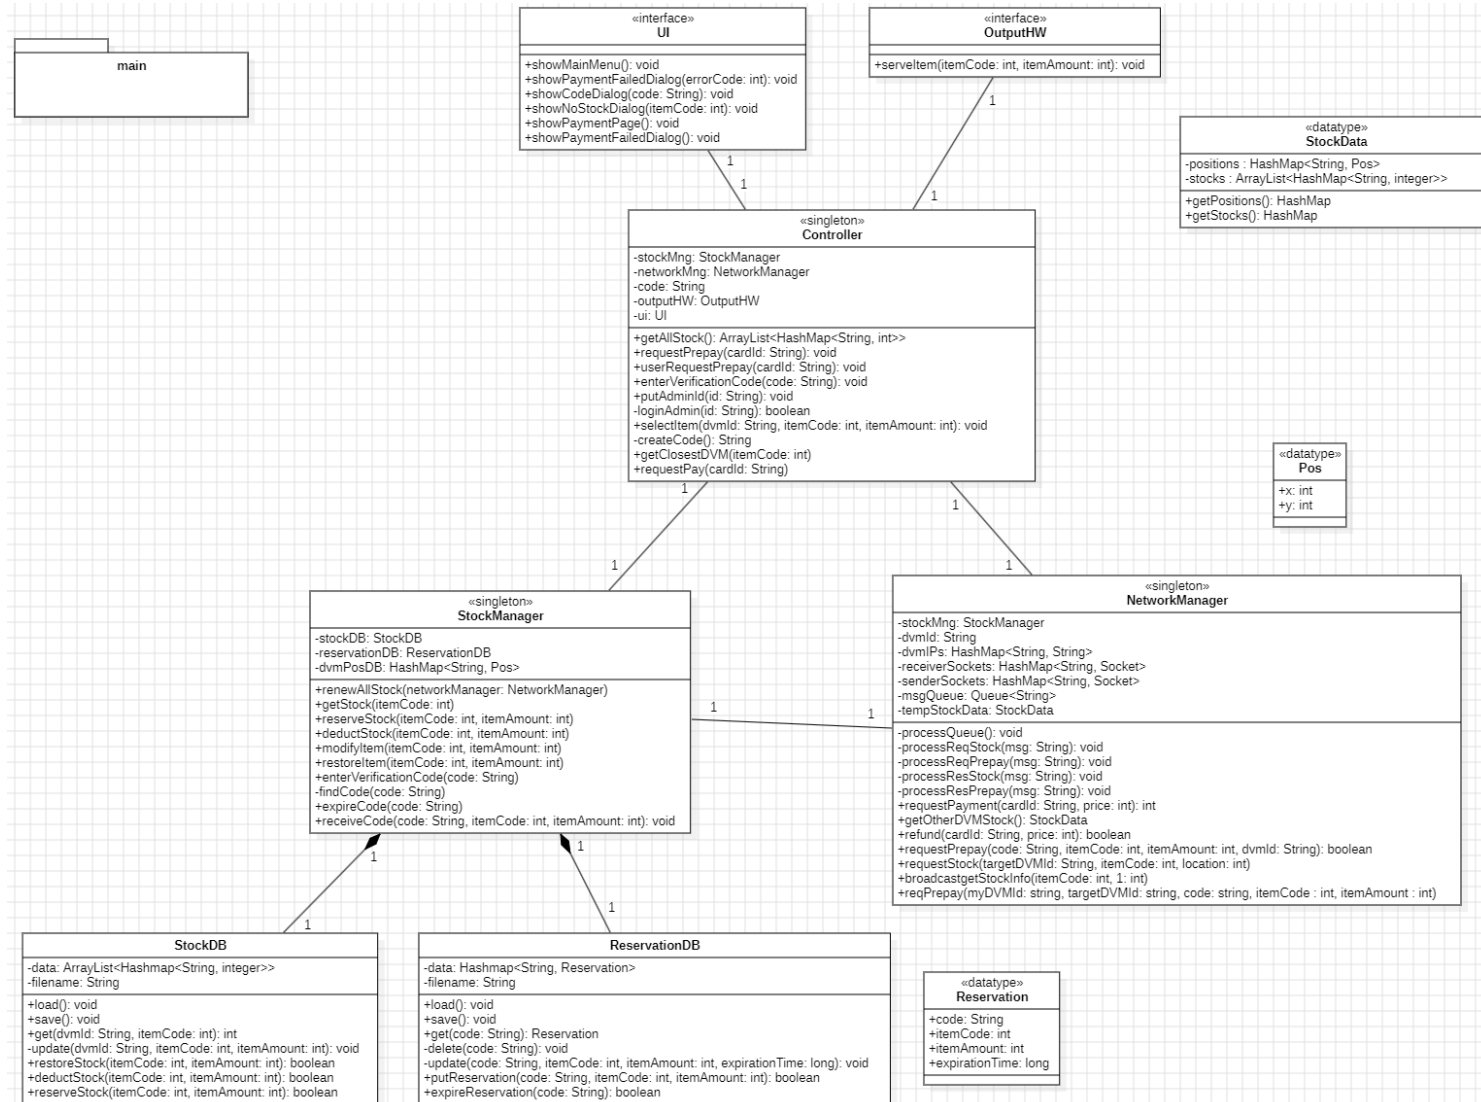 main
«interface»
UI
+showMainMenu(): void
+showPaymentFailedDialog(errorCode: int): void
+showCodeDialog(code: String): void
+showNoStockDialog(itemCode: int): void
+showPaymentPage(): void
+showPaymentFailedDialog(): void
«interface»
OutputHW
+serveItem(itemCode: int, itemAmount: int): void
1
1
1
1
«datatype»
StockData
-positions : HashMap<String, Pos>
-stocks : ArrayList<HashMap<String, integer>>
+getPositions(): HashMap
+getStocks(): HashMap
«singleton»
Controller
-stockMng: StockManager
-networkMng: NetworkManager
-code: String
-outputHW: OutputHW
-ui: UI
+getAllStock(): ArrayList<HashMap<String, int>>
+requestPrepay(cardId: String): void
+userRequestPrepay(cardId: String): void
+enterVerificationCode(code: String): void
+putAdminId(id: String): void
-loginAdmin(id: String): boolean
+selectItem(dvmId: String, itemCode: int, itemAmount: int): void
-createCode(): String
+getClosestDVM(itemCode: int)
+requestPay(cardId: String)
«datatype»
Pos
+x: int
+y: int
1
1
1
1
«singleton»
StockManager
-stockDB: StockDB
-reservationDB: ReservationDB
-dvmPosDB: HashMap<String, Pos>
+renewAllStock(networkManager: NetworkManager)
+getStock(itemCode: int)
+reserveStock(itemCode: int, itemAmount: int)
+deductStock(itemCode: int, itemAmount: int)
+modifyItem(itemCode: int, itemAmount: int)
+restoreItem(itemCode: int, itemAmount: int)
+enterVerificationCode(code: String)
-findCode(code: String)
+expireCode(code: String)
+receiveCode(code: String, itemCode: int, itemAmount: int): void
1
1
«singleton»
NetworkManager
-stockMng: StockManager
-dvmId: String
-dvmIPs: HashMap<String, String>
-receiverSockets: HashMap<String, Socket>
-senderSockets: HashMap<String, Socket>
-msgQueue: Queue<String>
-tempStockData: StockData
-processQueue(): void
-processReqStock(msg: String): void
-processReqPrepay(msg: String): void
-processResStock(msg: String): void
-processResPrepay(msg: String): void
+requestPayment(cardId: String, price: int): int
+getOtherDVMStock(): StockData
+refund(cardId: String, price: int): boolean
+requestPrepay(code: String, itemCode: int, itemAmount: int, dvmId: String): boolean
+requestStock(targetDVMId: String, itemCode: int, location: int)
+broadcastgetStockInfo(itemCode: int, 1: int)
+reqPrepay(myDVMId: string, targetDVMId: string, code: string, itemCode : int, itemAmount : int)
1
1
1
1
StockDB
-data: ArrayList<Hashmap<String, integer>>
-filename: String
+load(): void
+save(): void
+get(dvmId: String, itemCode: int): int
-update(dvmId: String, itemCode: int, itemAmount: int): void
+restoreStock(itemCode: int, itemAmount: int): boolean
+deductStock(itemCode: int, itemAmount: int): boolean
+reserveStock(itemCode: int, itemAmount: int): boolean
ReservationDB
-data: Hashmap<String, Reservation>
-filename: String
+load(): void
+save(): void
+get(code: String): Reservation
-delete(code: String): void
-update(code: String, itemCode: int, itemAmount: int, expirationTime: long): void
+putReservation(code: String, itemCode: int, itemAmount: int): boolean
+expireReservation(code: String): boolean
«datatype»
Reservation
+code: String
+itemCode: int
+itemAmount: int
+expirationTime: long